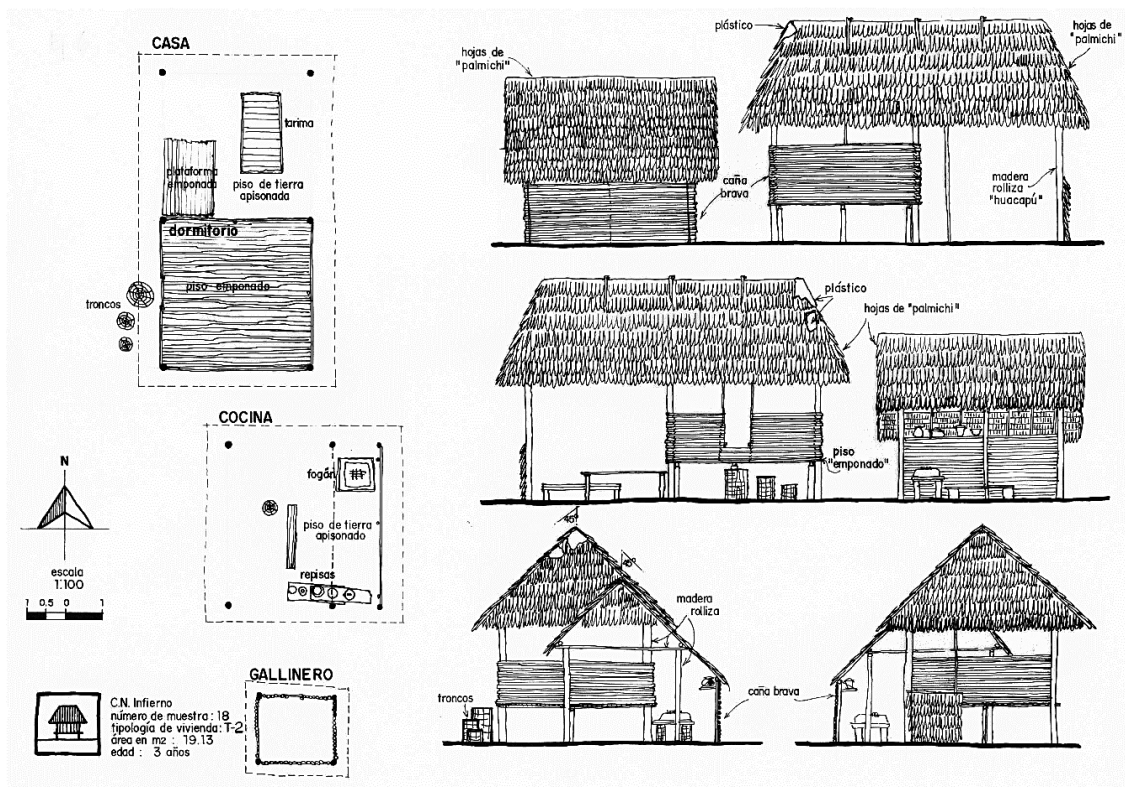 CASA
tarima
plataforma
emponada
piso de tierra
apisonada
dormitorio
piso emponado
troncos
COCINA
fogón
piso de tierra
apisonado
repisas
N
escala
1:100
1 0.5 0 1
GALLINERO
C.N. Infierno
número de muestra: 18
tipología de vivienda: T-2
área en m2 : 19.13
edad : 3 años
hojas de
"palmichi"
plástico
hojas de
"palmichi"
caña
brava
madera
rolliza
"huacapú"
plástico
hojas de "palmichi"
piso
"emponado"
45º
madera
rolliza
troncos
caña brava